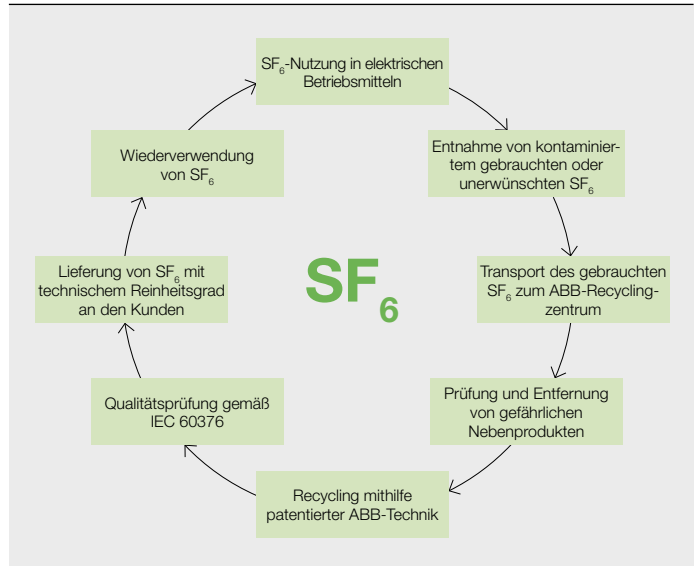 SF₆-Nutzung in elektrischen
Betriebsmitteln
Entnahme von kontaminier-
tem gebrauchten oder
unerwünschten SF₆
Transport des gebrauchten
SF₆ zum ABB-Recycling-
zentrum
Prüfung und Entfernung
von gefährlichen
Nebenprodukten
Recycling mithilfe
patentierter ABB-Technik
Qualitätsprüfung gemäß
IEC 60376
Lieferung von SF₆ mit
technischem Reinheitsgrad
an den Kunden
Wiederverwendung
von SF₆
SF₆